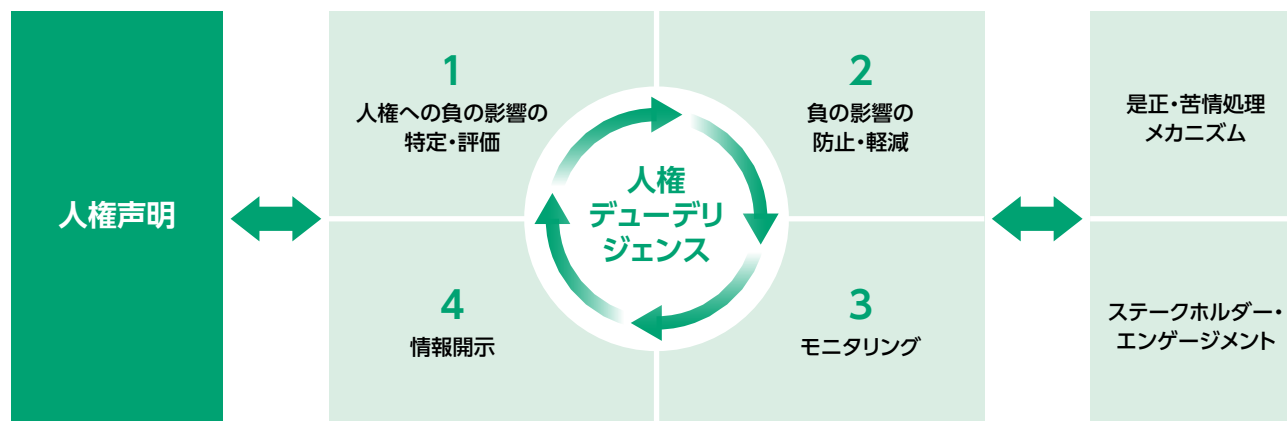 人権声明
1
人権への負の影響の
特定・評価
2
負の影響の
防止・軽減
人権
デューデリ
ジェンス
4
情報開示
3
モニタリング
是正・苦情処理
メカニズム
ステークホルダー・
エンゲージメント